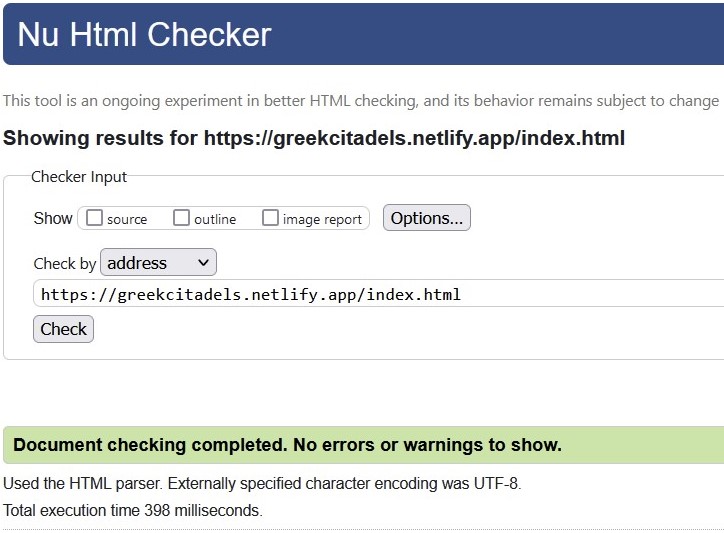 Nu Html Checker
This tool is an ongoing experiment in better HTML checking, and its behavior remains subject to change
Showing results for https://greekcitadels.netlify.app/index.html
Checker Input
Show source outline image report Options...
Check by address
https://greekcitadels.netlify.app/index.html
Check
Document checking completed. No errors or warnings to show.
Used the HTML parser. Externally specified character encoding was UTF-8.
Total execution time 398 milliseconds.